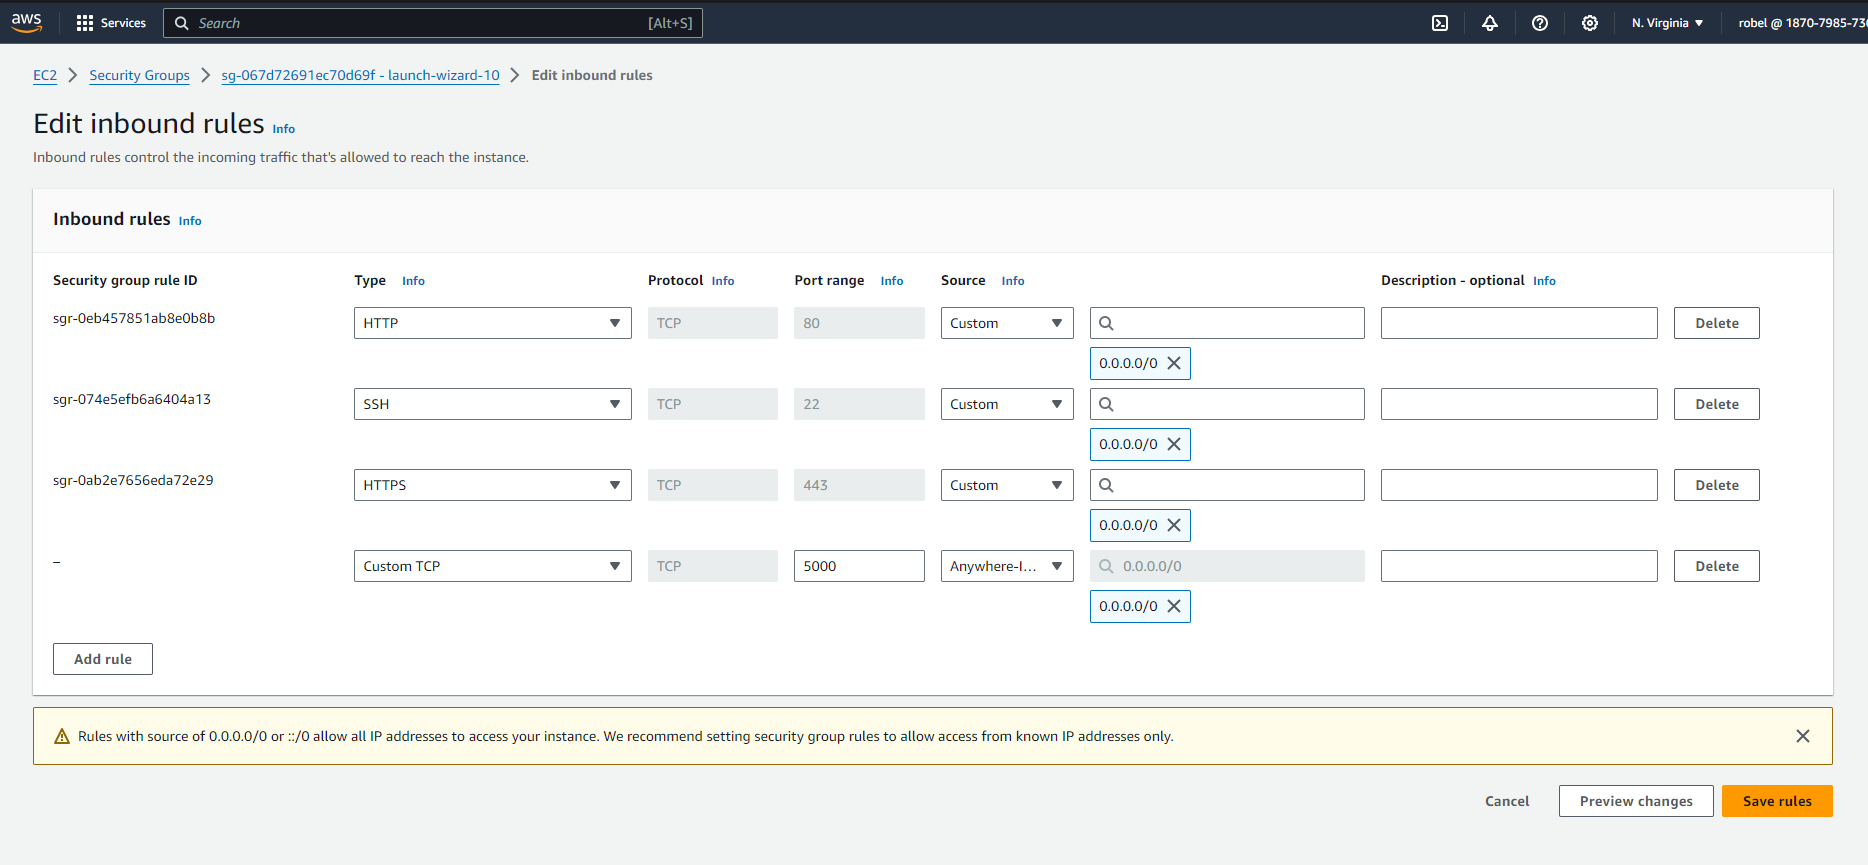 aws Services Search [Alt+S] N. Virginia robel @ 1870-7985-73
EC2 Security Groups sg-067d72691ec70d69f - launch-wizard-10 Edit inbound rules
Edit inbound rules Info
Inbound rules control the incoming traffic that's allowed to reach the instance.
Inbound rules Info
Security group rule ID Type Info Protocol Info Port range Info Source Info Description - optional Info
sgr-0eb457851ab8e0b8b HTTP TCP 80 Custom Delete
0.0.0.0/0
sgr-074e5efb6a6404a13 SSH TCP 22 Custom Delete
0.0.0.0/0
sgr-0ab2e7656eda72e29 HTTPS TCP 443 Custom Delete
0.0.0.0/0
– Custom TCP TCP 5000 Anywhere-I... 0.0.0.0/0 Delete
0.0.0.0/0
Add rule
Rules with source of 0.0.0.0/0 or ::/0 allow all IP addresses to access your instance. We recommend setting security group rules to allow access from known IP addresses only.
Cancel Preview changes Save rules